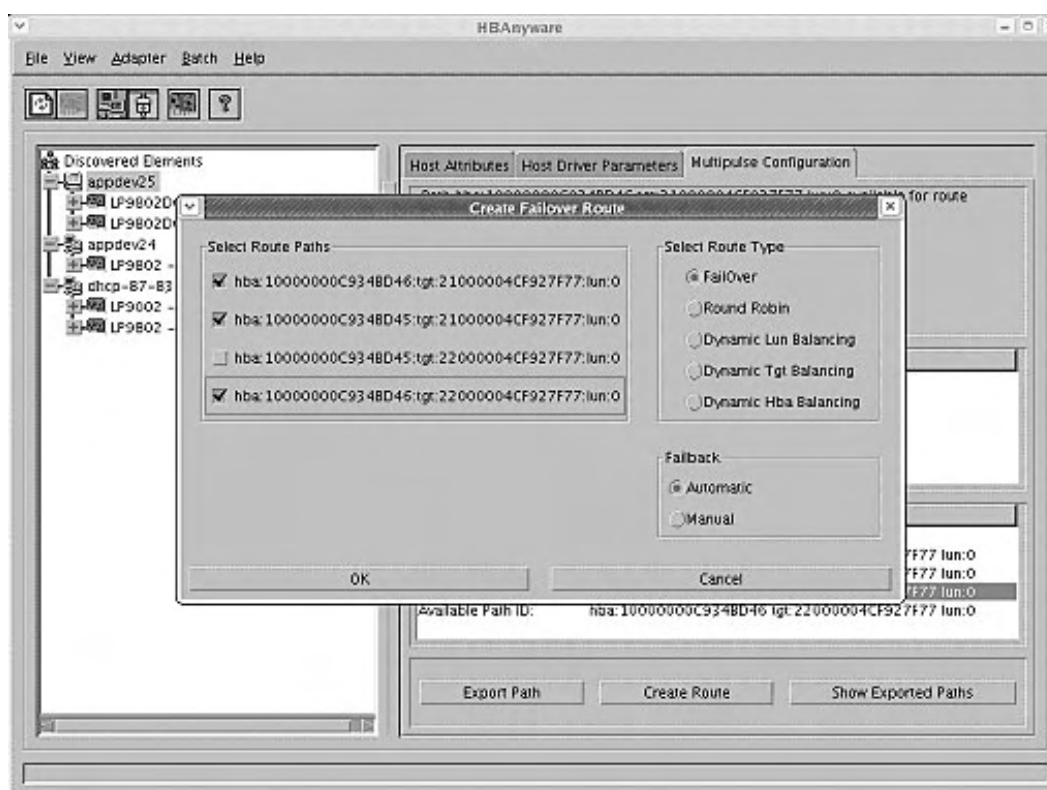 HBAnyware
File View Adapter Batch Help
Discovered Elements
appdev25
LP9802D
LP9802D
appdev24
LP9802 -
dhcp-87-83
LP9002 -
LP9802 -
Host Attributes Host Driver Parameters Multipulse Configuration
for route
Create Failover Route
Select Route Paths
hba:10000000C934BD46:tgt:21000004CF927F77:lun:0
hba:10000000C934BD45:tgt:21000004CF927F77:lun:0
hba:10000000C934BD45:tgt:22000004CF927F77:lun:0
hba:10000000C934BD46:tgt:22000004CF927F77:lun:0
Select Route Type
FailOver
Round Robin
Dynamic Lun Balancing
Dynamic Tgt Balancing
Dynamic Hba Balancing
Failback
Automatic
Manual
OK Cancel
7F77 lun:0
7F77 lun:0
7F77 lun:0
Available Path ID: hba:10000000C934BD46 tgt:22000004CF927F77 lun:0
Export Path Create Route Show Exported Paths